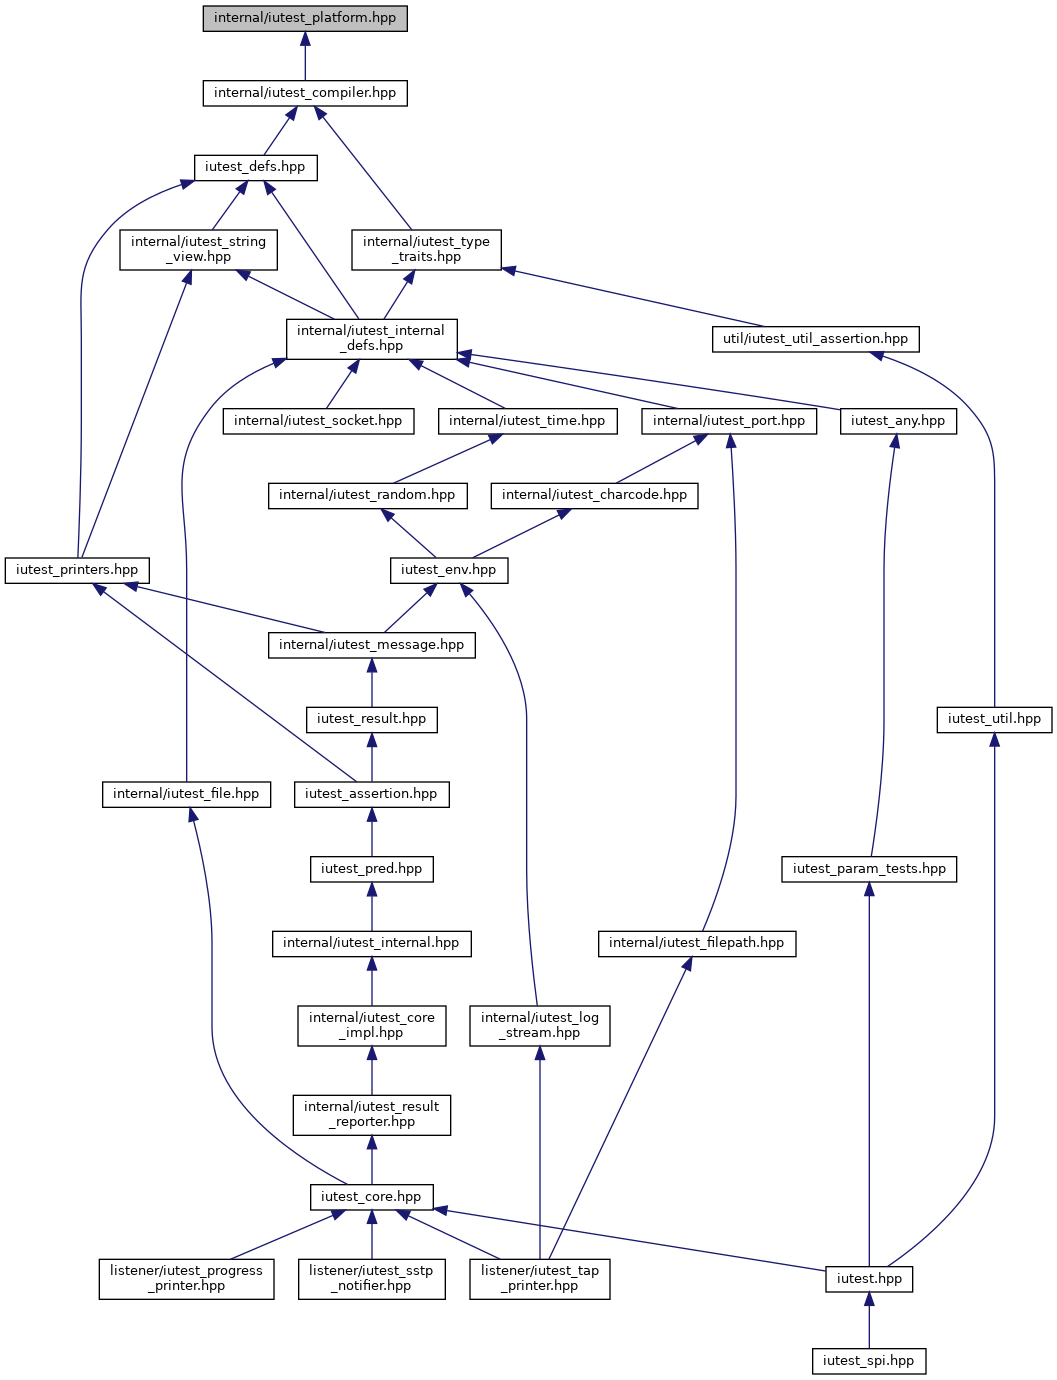 internal/iutest_platform.hpp
internal/iutest_compiler.hpp
iutest_defs.hpp
internal/iutest_string
_view.hpp
internal/iutest_type
_traits.hpp
internal/iutest_internal
_defs.hpp
util/iutest_util_assertion.hpp
internal/iutest_socket.hpp
internal/iutest_time.hpp
internal/iutest_port.hpp
iutest_any.hpp
internal/iutest_random.hpp
internal/iutest_charcode.hpp
iutest_printers.hpp
iutest_env.hpp
internal/iutest_message.hpp
iutest_result.hpp
iutest_util.hpp
internal/iutest_file.hpp
iutest_assertion.hpp
iutest_pred.hpp
iutest_param_tests.hpp
internal/iutest_internal.hpp
internal/iutest_filepath.hpp
internal/iutest_core
_impl.hpp
internal/iutest_log
_stream.hpp
internal/iutest_result
_reporter.hpp
iutest_core.hpp
listener/iutest_progress
_printer.hpp
listener/iutest_sstp
_notifier.hpp
listener/iutest_tap
_printer.hpp
iutest.hpp
iutest_spi.hpp